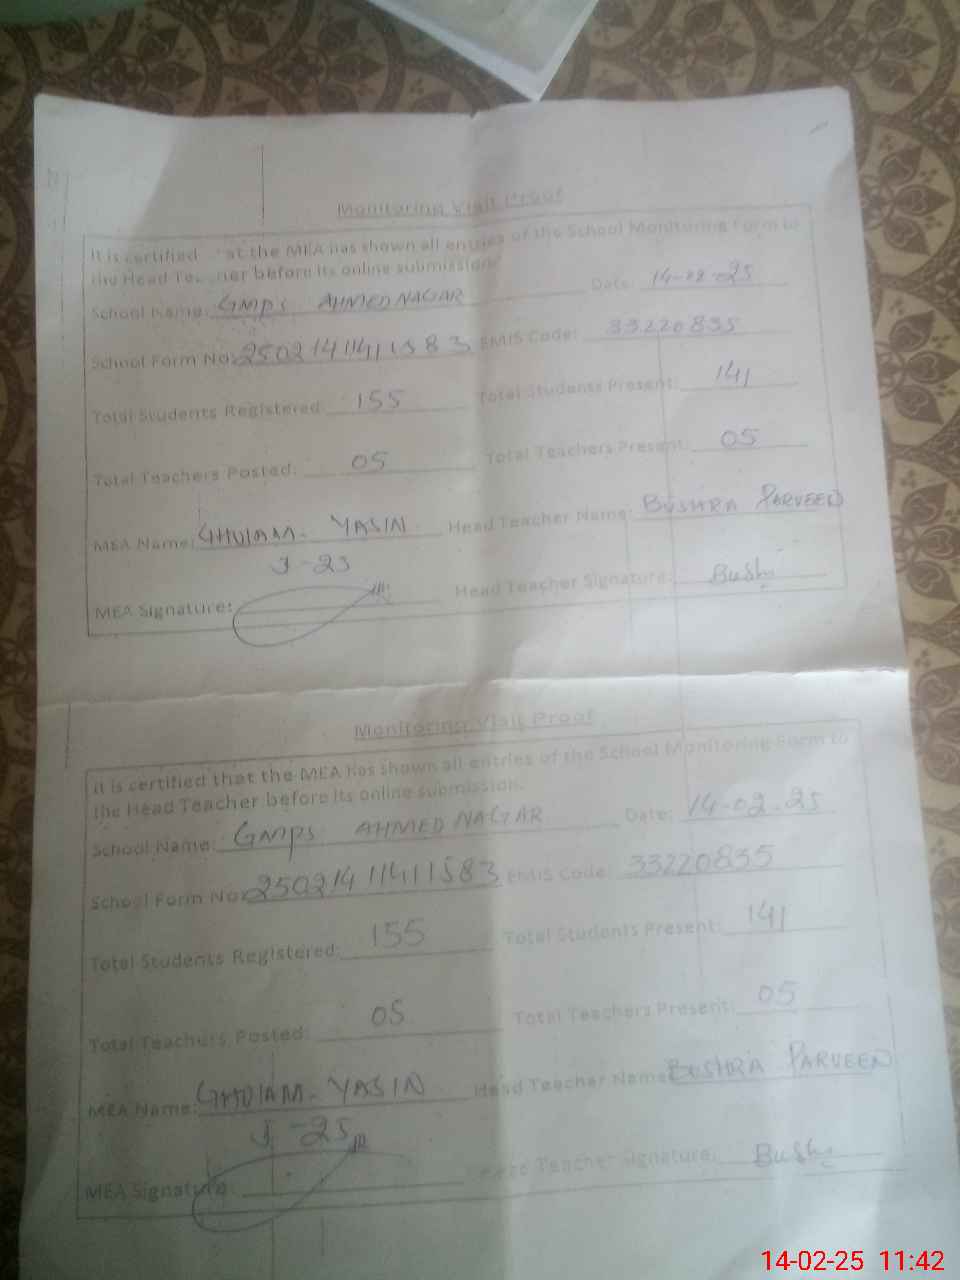 Monitoring Visit Proof
It is certified at the MEA has shown all entries of the School Monitoring Form to
the Head before its online submission
School Name: GMPS AHMED NAGAR Date: 14-02-25
School Form No: 25021411411583 EMIS Code: 33220835
Total Students Registered: 155 Total Students Present: 141
Total Teachers Posted: 05 Total Teachers Present: 05
MEA Name: GHULAM YASIN Head Teacher Name: BUSHRA PARVEEN
J-25
MEA Signature: Head Teacher Signature:
Monitoring Visit Proof
It is certified that the MEA has shown all entries of the School Monitoring Form to
the Head Teacher before its online submission.
School Name: GMPS AHMED NAGAR Date: 14-02-25
School Form No: 25021411411583 EMIS Code: 33220835
Total Students Registered: 155 Total Students Present: 141
Total Teachers Posted: 05 Total Teachers Present: 05
MEA Name: GHULAM YASIN Head Teacher Name: BUSHRA PARVEEN
J-25
MEA Signature: Head Teacher Signature:
14-02-25 11:42